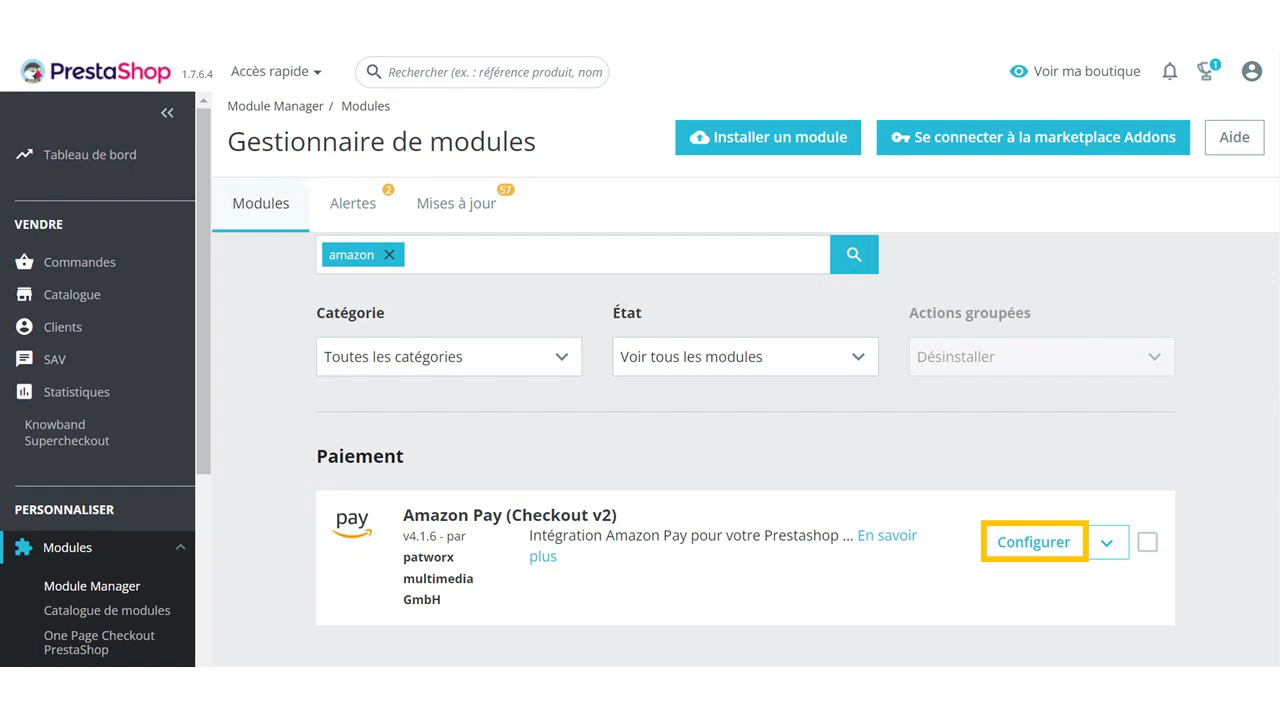 PrestaShop 1.7.6.4 Accès rapide Rechercher (ex. : référence produit, nom Voir ma boutique 1
Module Manager / Modules
Gestionnaire de modules
Installer un module Se connecter à la marketplace Addons Aide
Tableau de bord
VENDRE
Commandes
Catalogue
Clients
SAV
Statistiques
Knowband
Supercheckout
PERSONNALISER
Modules
Module Manager
Catalogue de modules
One Page Checkout
PrestaShop
Modules Alertes 2 Mises à jour 57
amazon
Catégorie État Actions groupées
Toutes les catégories Voir tous les modules Désinstaller
Paiement
pay
Amazon Pay (Checkout v2)
v4.1.6 - par
patworx
multimedia
GmbH
Intégration Amazon Pay pour votre Prestashop ... En savoir
plus
Configurer